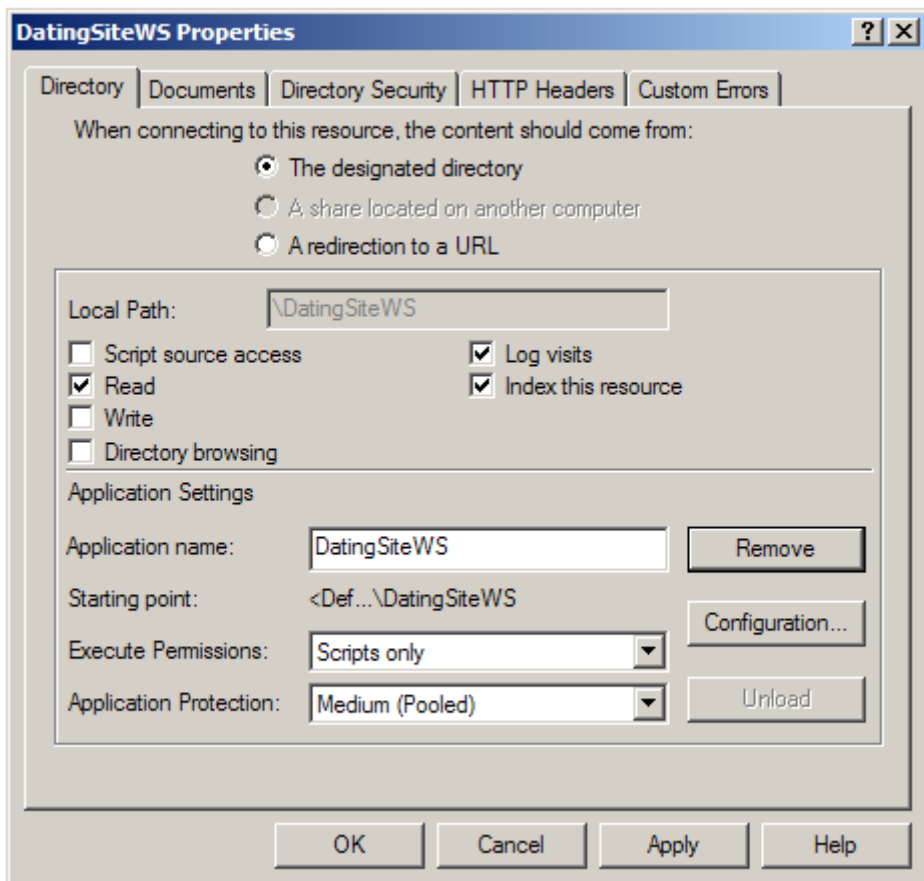 DatingSiteWS Properties
Directory Documents Directory Security HTTP Headers Custom Errors
When connecting to this resource, the content should come from:
The designated directory
A share located on another computer
A redirection to a URL
Local Path: \DatingSiteWS
Script source access Log visits
Read Index this resource
Write
Directory browsing
Application Settings
Application name: DatingSiteWS Remove
Starting point: <Def...\DatingSiteWS
Configuration...
Execute Permissions: Scripts only
Application Protection: Medium (Pooled) Unload
OK Cancel Apply Help